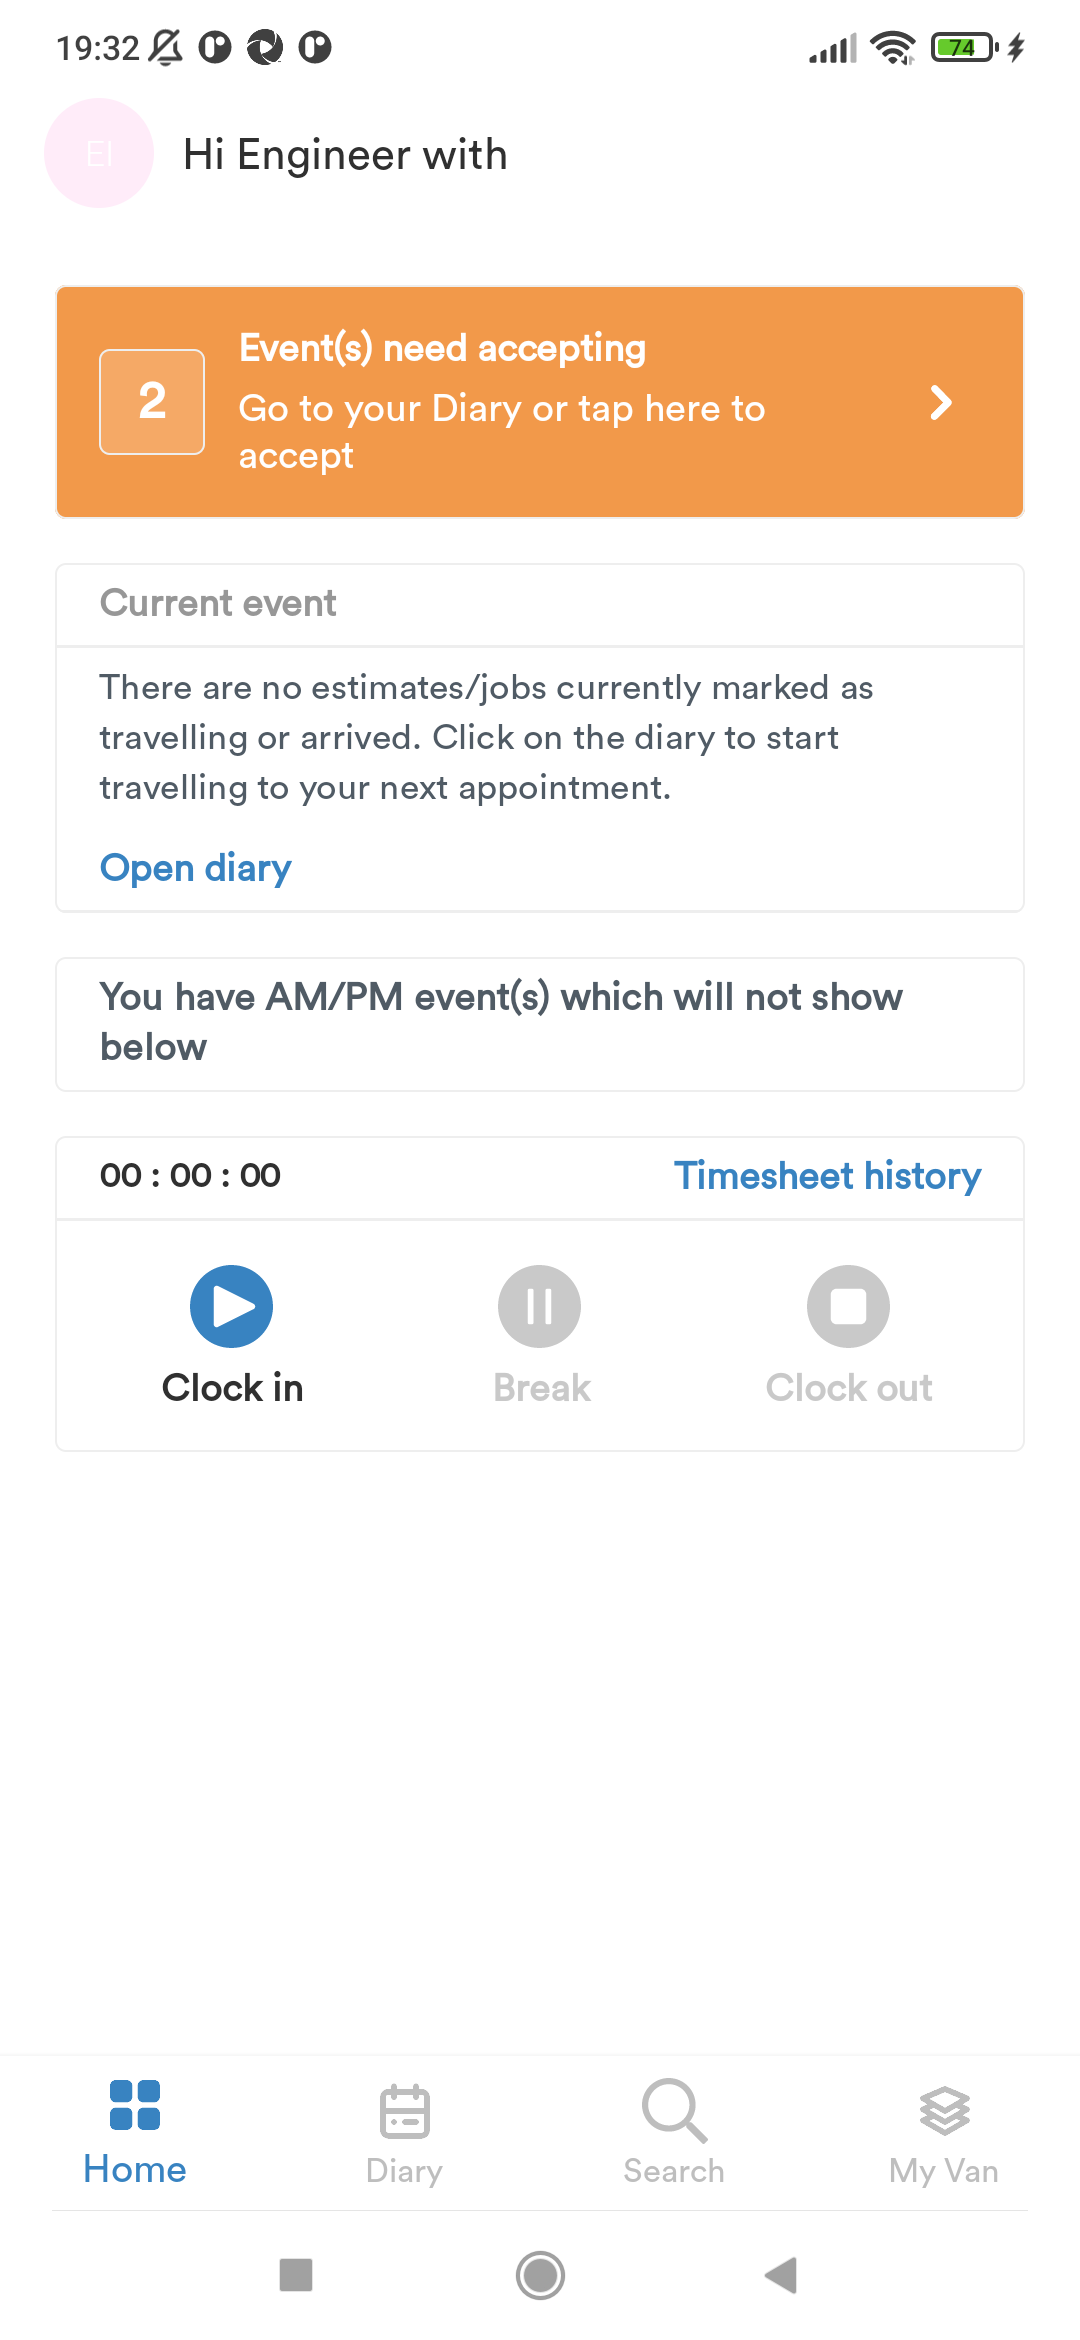 19:32
74
EI
Hi Engineer with
Event(s) need accepting
2
Go to your Diary or tap here to
accept
Current event
There are no estimates/jobs currently marked as
travelling or arrived. Click on the diary to start
travelling to your next appointment.
Open diary
You have AM/PM event(s) which will not show
below
00 : 00 : 00
Timesheet history
Clock in
Break
Clock out
Home
Diary
Search
My Van